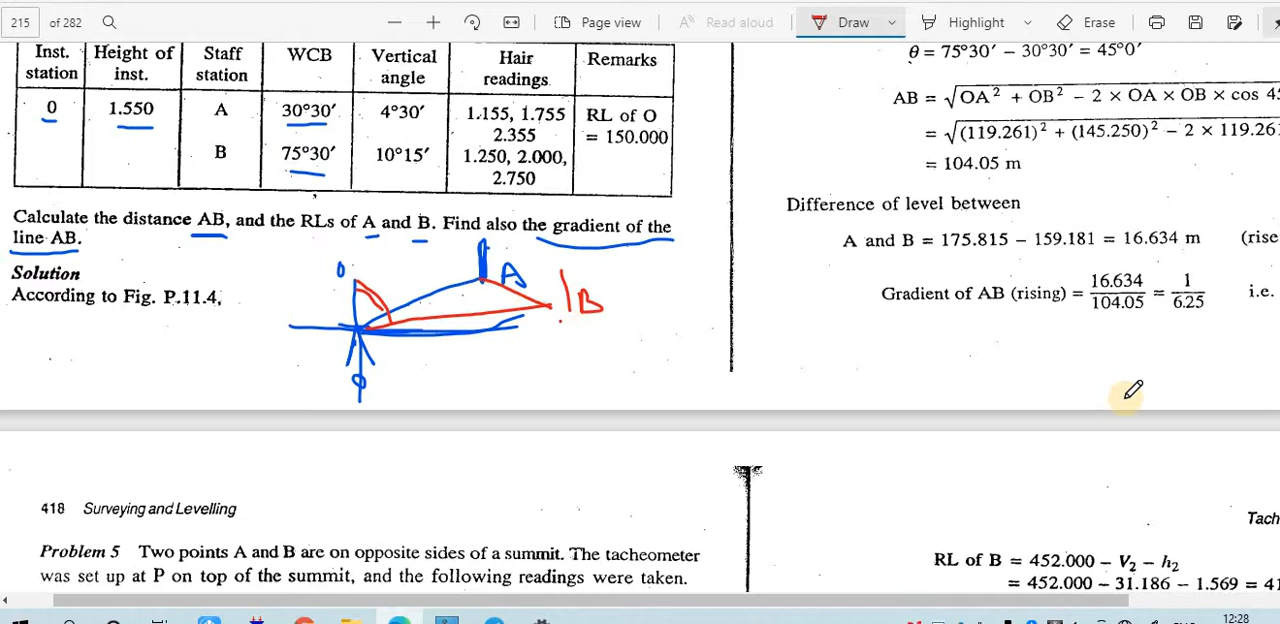 215 of 282 Page view Read aloud Draw Highlight Erase
Inst. station Height of inst. Staff station WCB Vertical angle Hair readings Remarks
0 1.550 A 30°30′ 4°30′ 1.155, 1.755 RL of O
2.355 = 150.000
B 75°30′ 10°15′ 1.250, 2.000,
2.750
Calculate the distance AB, and the RLs of A and B. Find also the gradient of the
line AB.
Solution
According to Fig. P.11.4,
0
A
B
θ = 75°30′ − 30°30′ = 45°0′
AB = √OA² + OB² − 2 × OA × OB × cos 4
= √(119.261)² + (145.250)² − 2 × 119.26
= 104.05 m
Difference of level between
A and B = 175.815 − 159.181 = 16.634 m (rise
Gradient of AB (rising) = 16.634/104.05 = 1/6.25 i.e.
418 Surveying and Levelling
Problem 5 Two points A and B are on opposite sides of a summit. The tacheometer
was set up at P on top of the summit, and the following readings were taken.
Tac
RL of B = 452.000 − V₂ − h₂
= 452.000 − 31.186 − 1.569 = 41
12:28